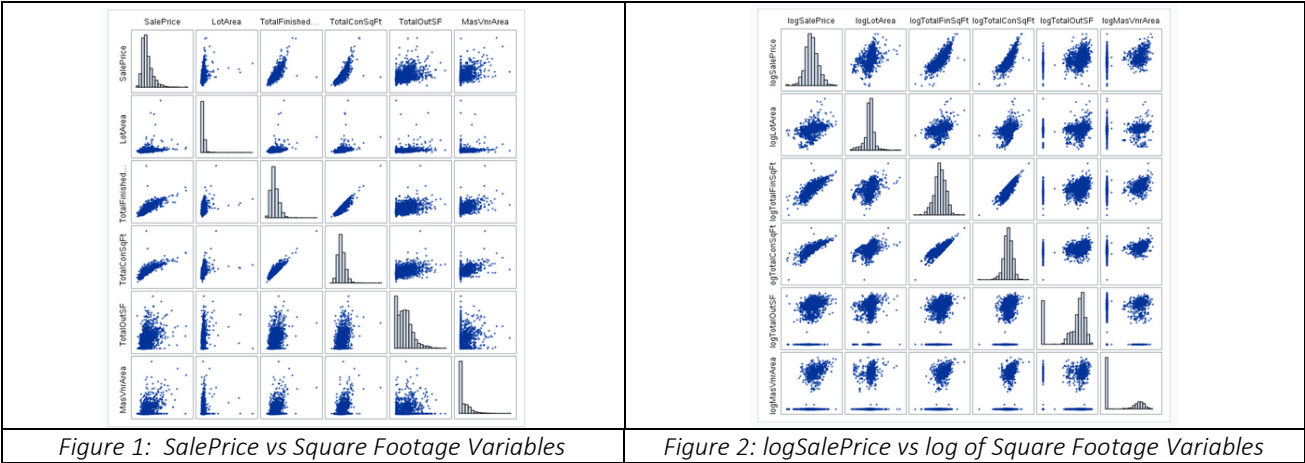 SalePrice LotArea TotalFinished... TotalConSqFt TotalOutSF MasVnrArea
SalePrice
LotArea
TotalFinished...
TotalConSqFt
TotalOutSF
MasVnrArea
Figure 1: SalePrice vs Square Footage Variables
logSalePrice logLotArea logTotalFinSqFt logTotalConSqFt logTotalOutSF logMasVnrArea
logSalePrice
logLotArea
logTotalFinSqFt
ogTotalConSqFt
logTotalOutSF
logMasVnrArea
Figure 2: logSalePrice vs log of Square Footage Variables